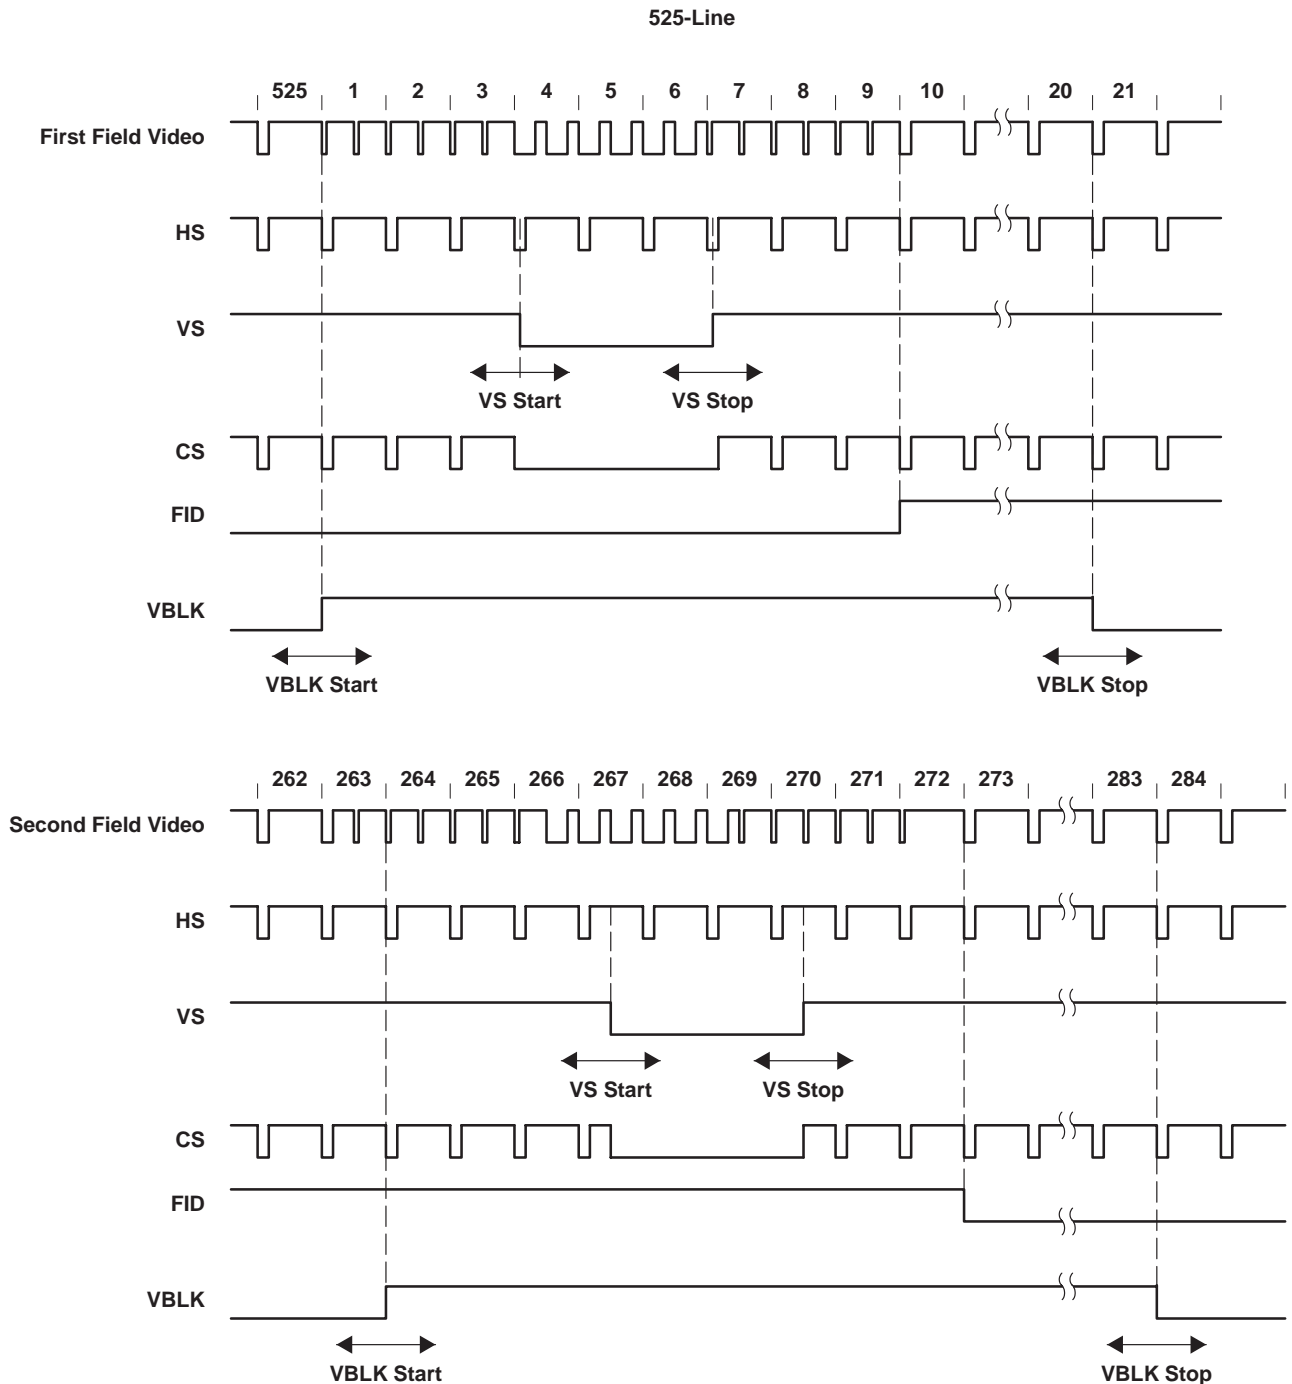 525-Line
525 1 2 3 4 5 6 7 8 9 10 20 21
First Field Video
HS
VS
VS Start VS Stop
CS
FID
VBLK
VBLK Start VBLK Stop
262 263 264 265 266 267 268 269 270 271 272 273 283 284
Second Field Video
HS
VS
VS Start VS Stop
CS
FID
VBLK
VBLK Start VBLK Stop